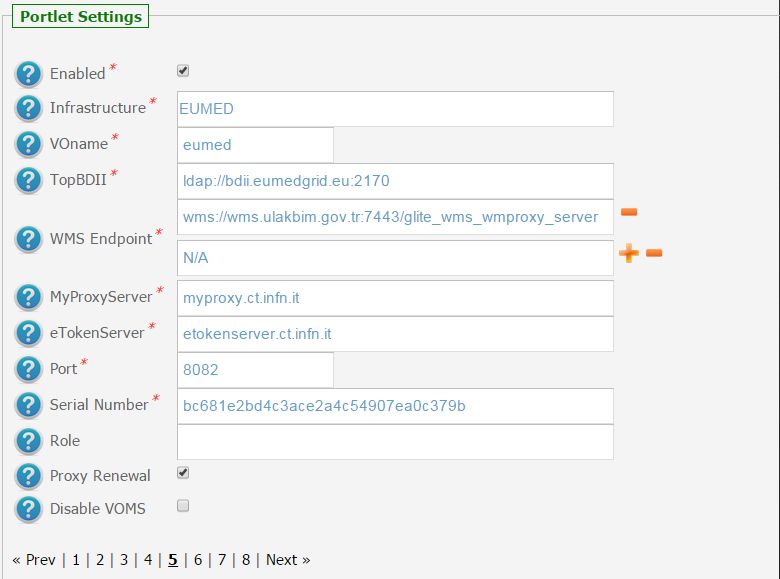 Portlet Settings
Enabled*
Infrastructure* EUMED
VOname* eumed
TopBDII* ldap://bdii.eumedgrid.eu:2170
wms://wms.ulakbim.gov.tr:7443/glite_wms_wmproxy_server
WMS Endpoint*
N/A
MyProxyServer* myproxy.ct.infn.it
eTokenServer* etokenserver.ct.infn.it
Port* 8082
Serial Number* bc681e2bd4c3ace2a4c54907ea0c379b
Role
Proxy Renewal
Disable VOMS
« Prev | 1 | 2 | 3 | 4 | 5 | 6 | 7 | 8 | Next »